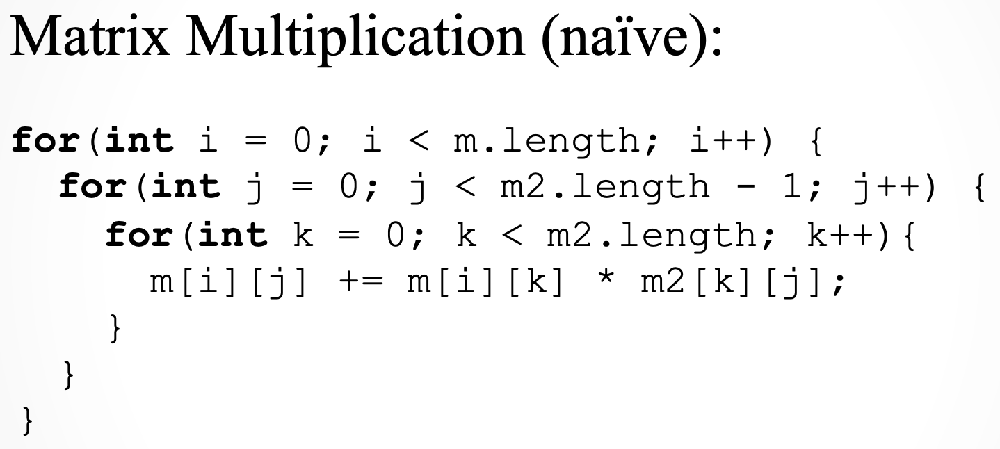 Matrix Multiplication (naïve):
for(int i = 0; i < m.length; i++) {
for(int j = 0; j < m2.length - 1; j++) {
for(int k = 0; k < m2.length; k++){
m[i][j] += m[i][k] * m2[k][j];
}
}
}